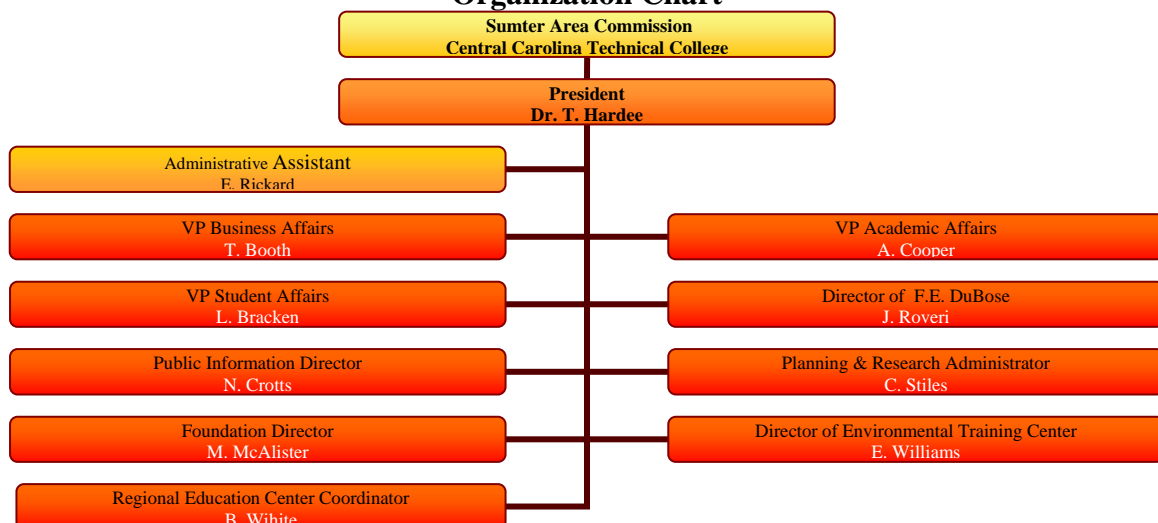 Organization Chart
Sumter Area Commission
Central Carolina Technical College
President
Dr. T. Hardee
Administrative Assistant
E. Rickard
VP Business Affairs
T. Booth
VP Academic Affairs
A. Cooper
VP Student Affairs
L. Bracken
Director of F.E. DuBose
J. Roveri
Public Information Director
N. Crotts
Planning & Research Administrator
C. Stiles
Foundation Director
M. McAlister
Director of Environmental Training Center
E. Williams
Regional Education Center Coordinator
B. Wihite